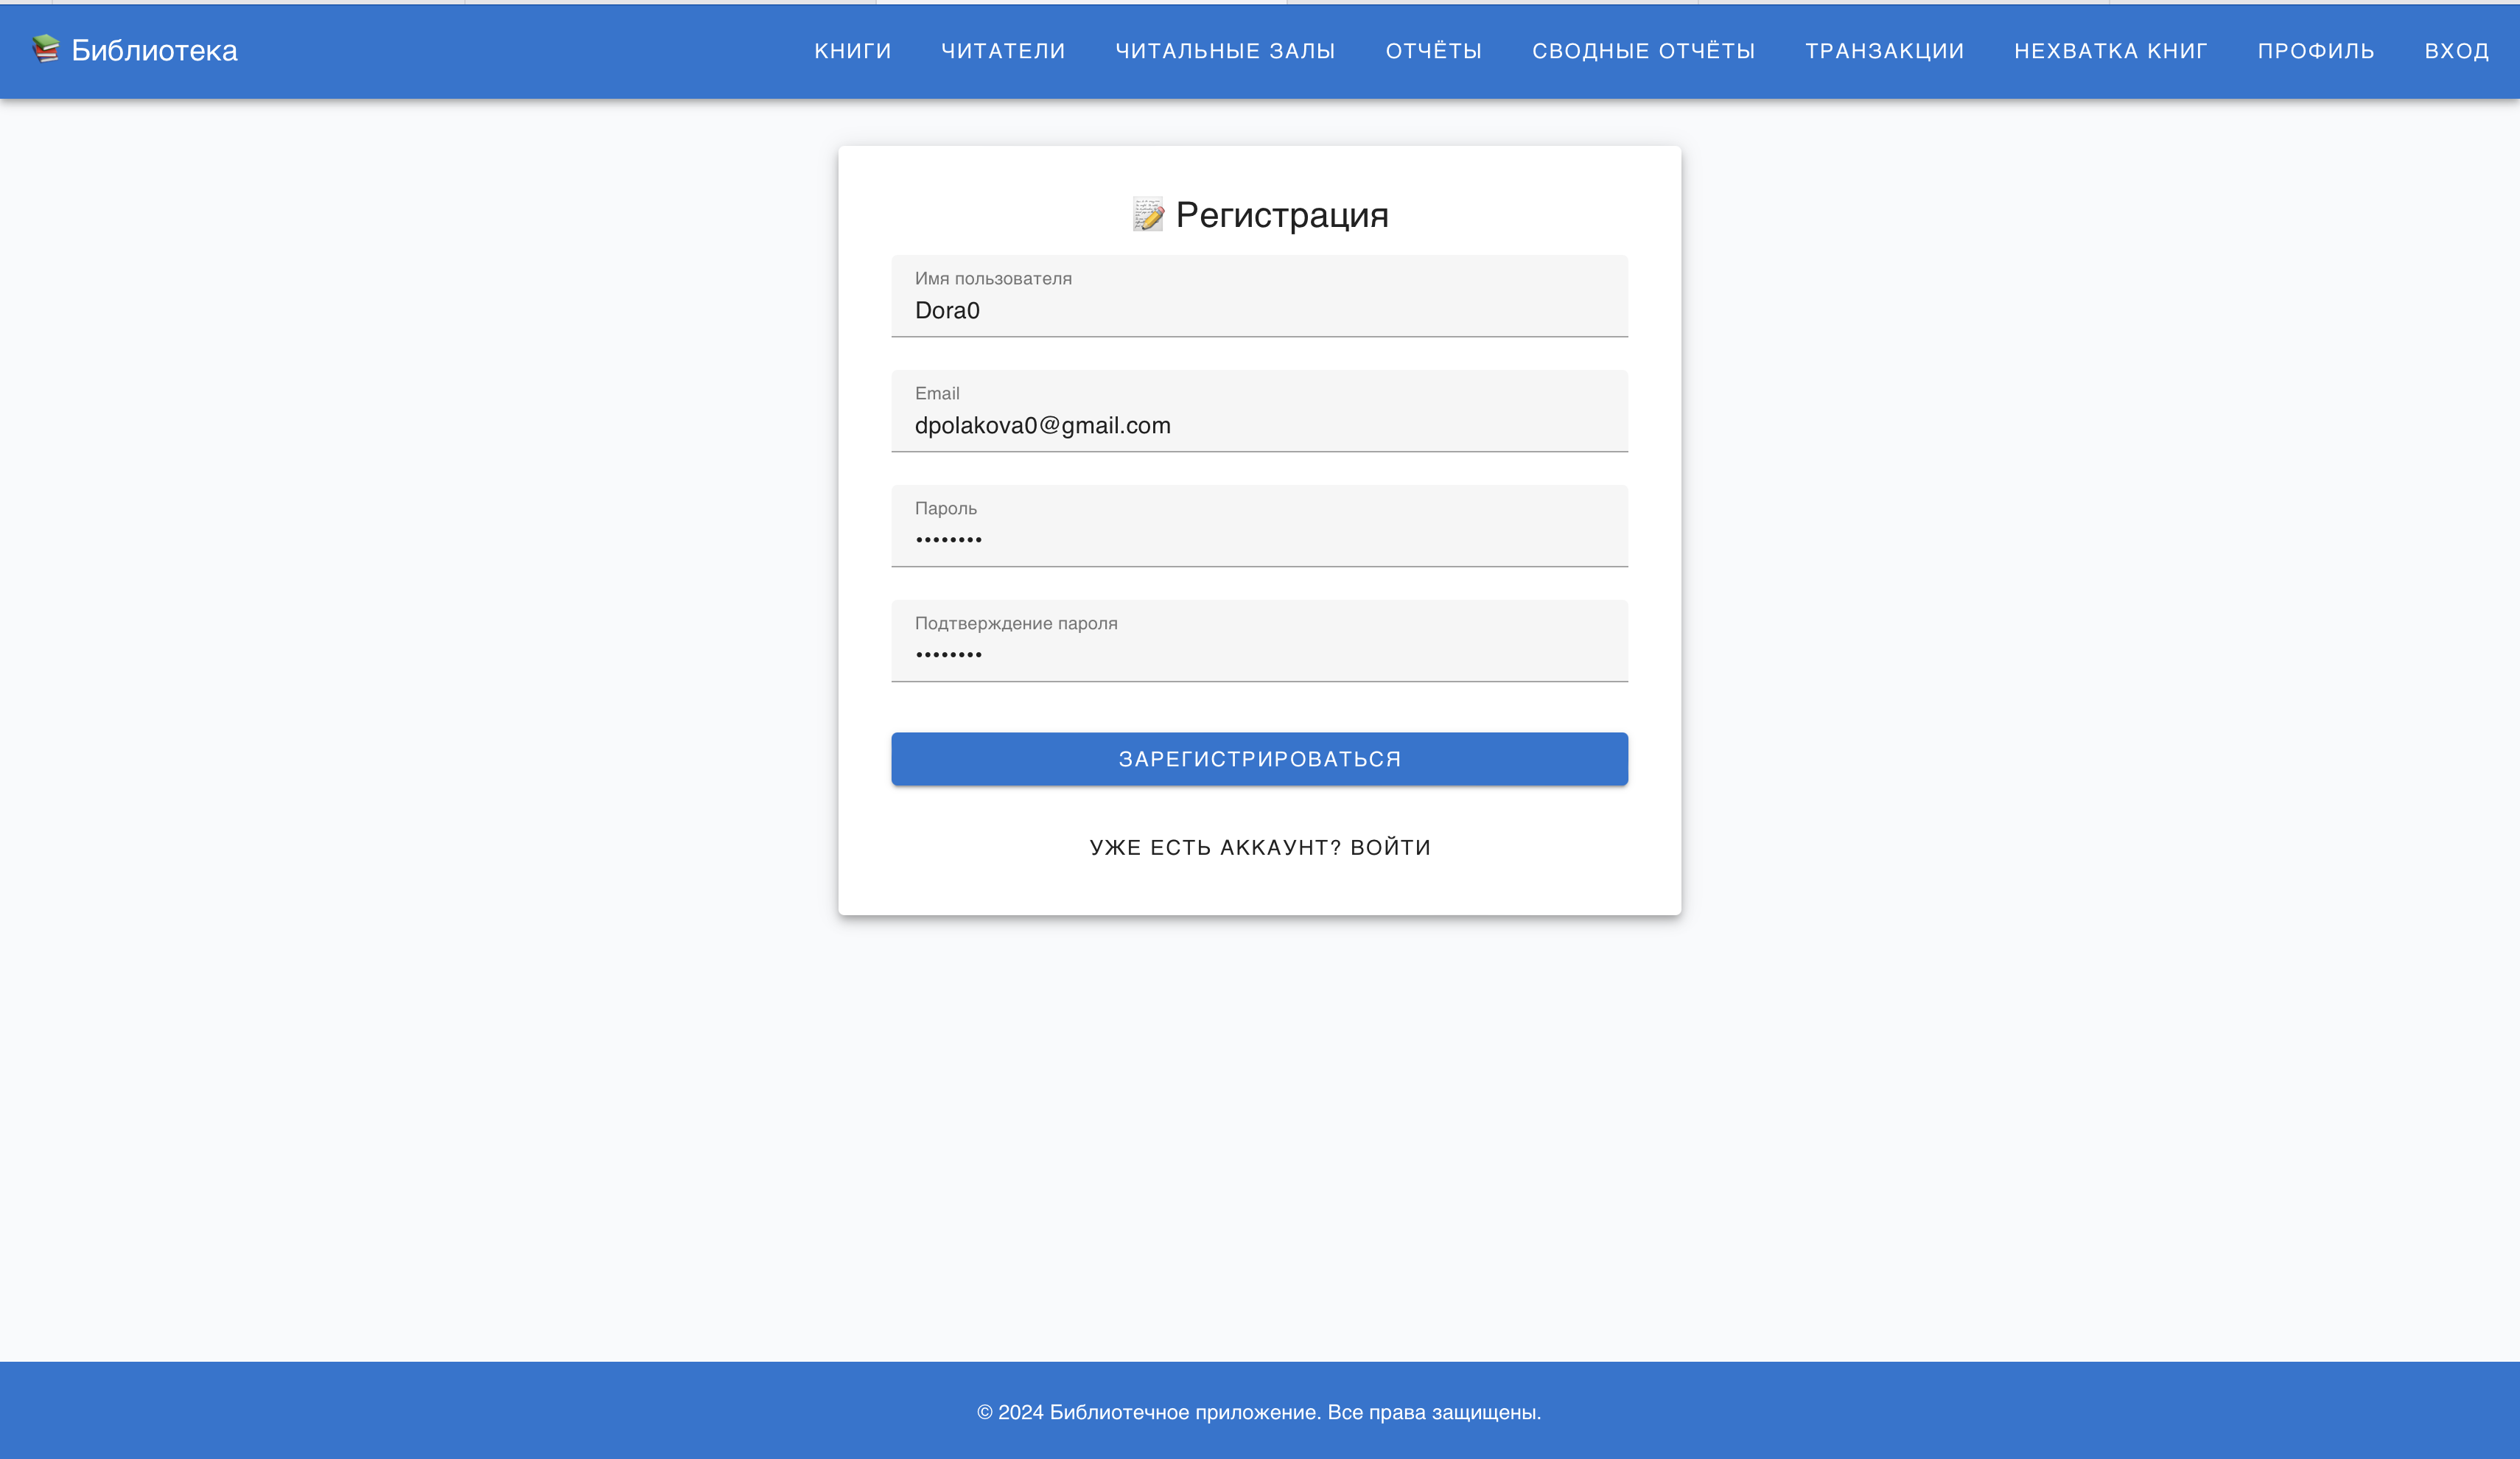 Библиотека
КНИГИ ЧИТАТЕЛИ ЧИТАЛЬНЫЕ ЗАЛЫ ОТЧЁТЫ СВОДНЫЕ ОТЧЁТЫ ТРАНЗАКЦИИ НЕХВАТКА КНИГ ПРОФИЛЬ ВХОД
Регистрация
Имя пользователя
Dora0
Email
dpolakova0@gmail.com
Пароль
••••••••
Подтверждение пароля
••••••••
ЗАРЕГИСТРИРОВАТЬСЯ
УЖЕ ЕСТЬ АККАУНТ? ВОЙТИ
© 2024 Библиотечное приложение. Все права защищены.